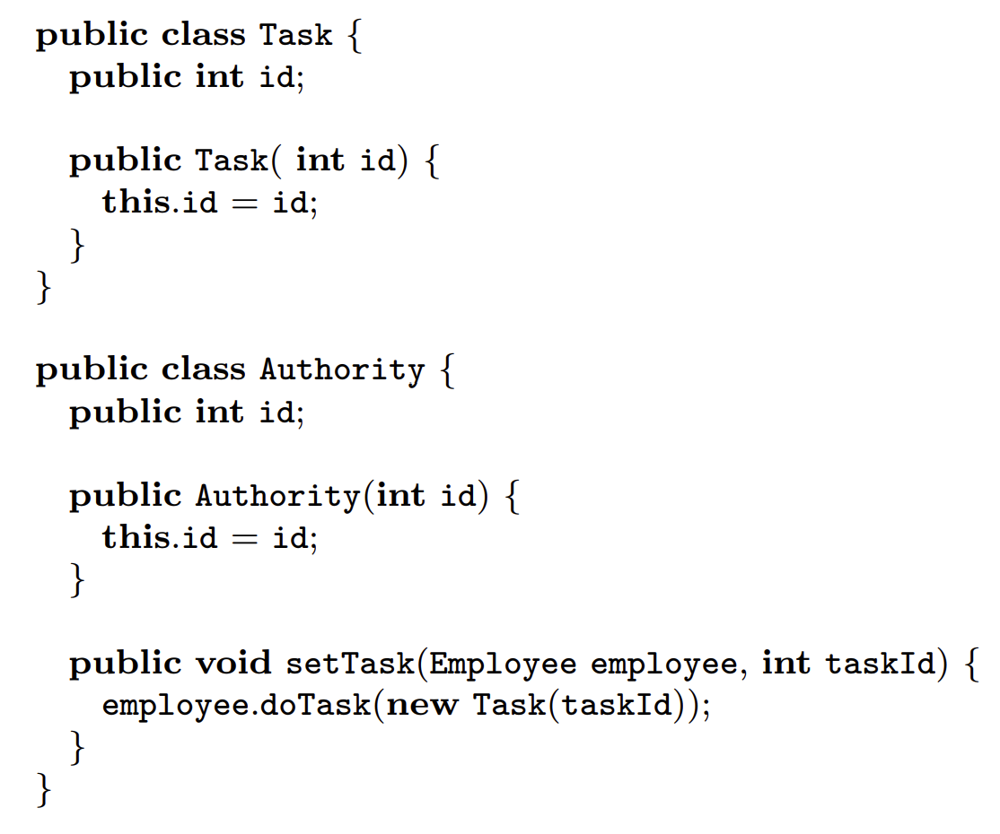 public class Task {
public int id;
public Task( int id) {
this.id = id;
}
}
public class Authority {
public int id;
public Authority(int id) {
this.id = id;
}
public void setTask(Employee employee, int taskId) {
employee.doTask(new Task(taskId));
}
}